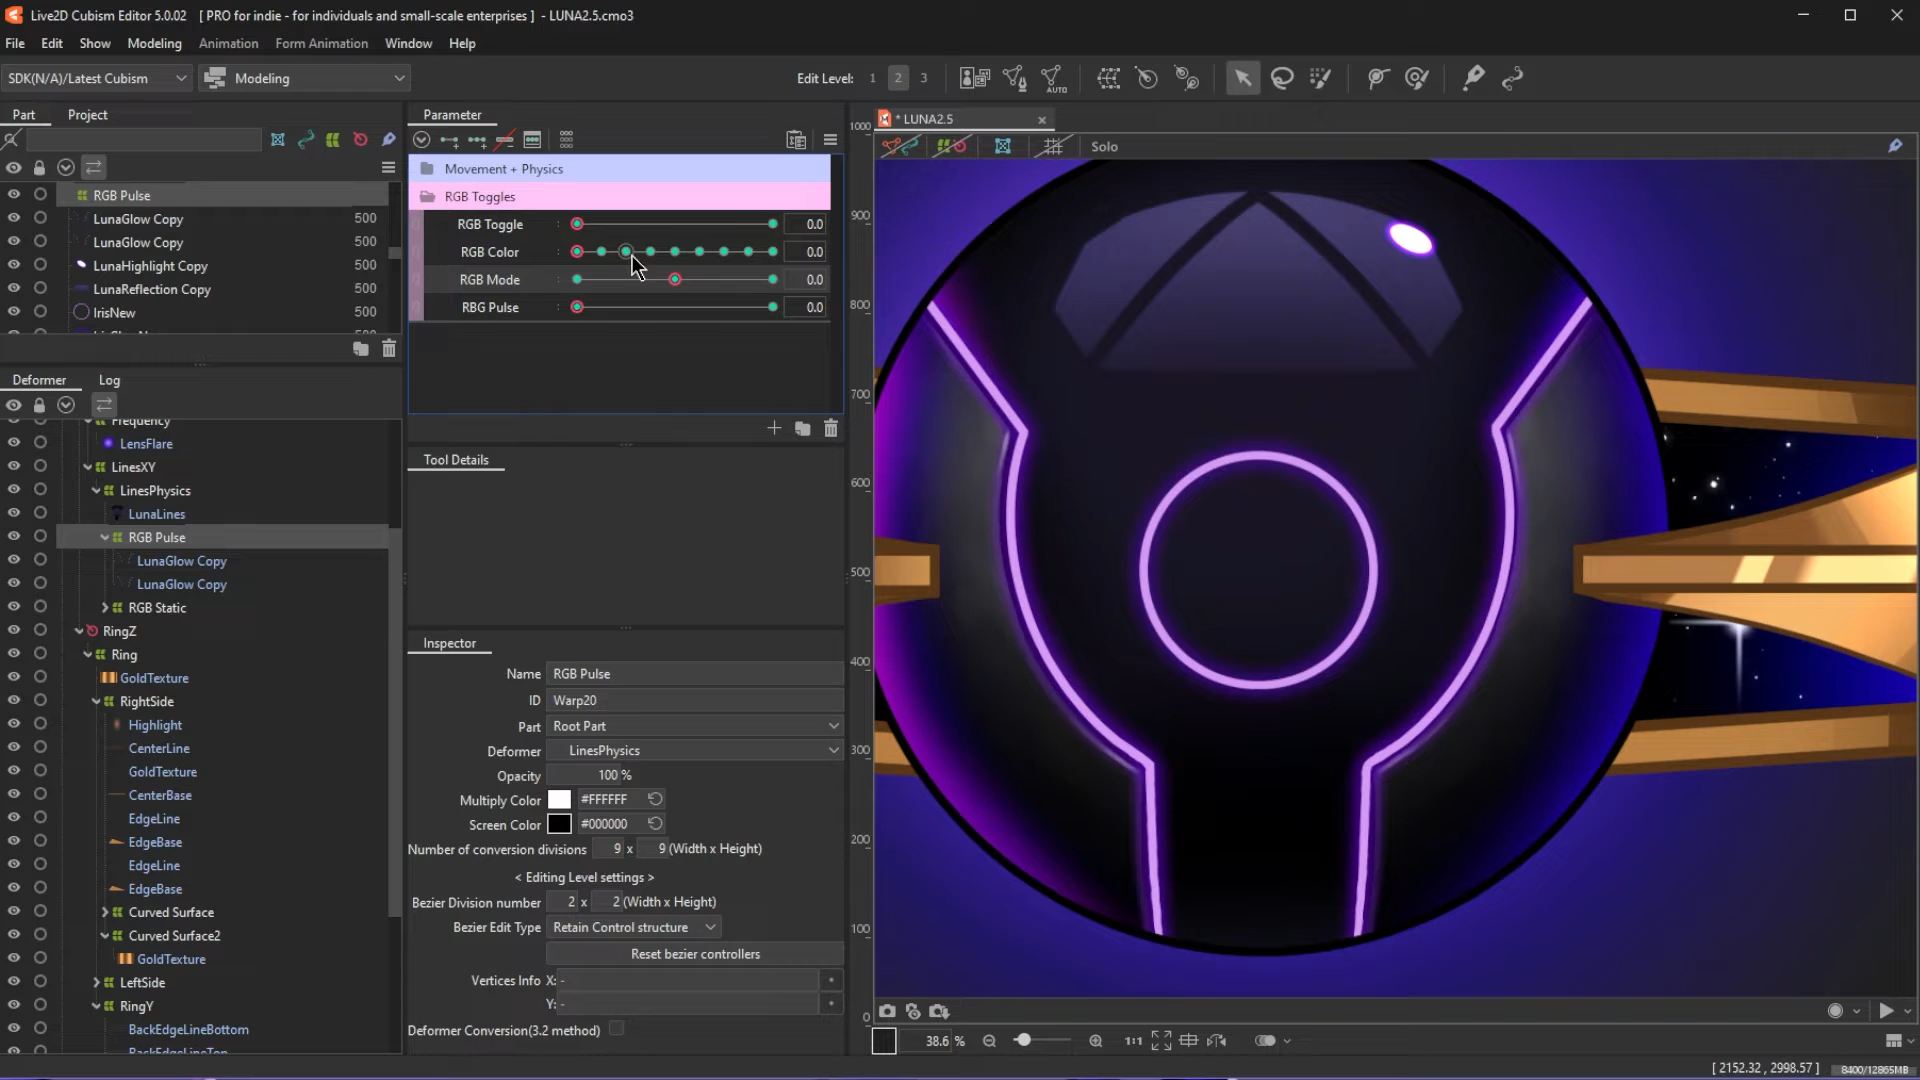 Live2D Cubism Editor 5.0.02 [ PRO for indie - for individuals and small-scale enterprises ] - LUNA2.5.cmo3
File Edit Show Modeling Animation Form Animation Window Help
SDK(N/A)/Latest Cubism Modeling Edit Level: 1 2 3 AUTO
Part Project
RGB Pulse
LunaGlow Copy 500
LunaGlow Copy 500
LunaHighlight Copy 500
LunaReflection Copy 500
IrisNew 500
Deformer Log
Frequency
LensFlare
LinesXY
LinesPhysics
LunaLines
RGB Pulse
LunaGlow Copy
LunaGlow Copy
RGB Static
RingZ
Ring
GoldTexture
RightSide
Highlight
CenterLine
GoldTexture
CenterBase
EdgeLine
EdgeBase
EdgeLine
EdgeBase
Curved Surface
Curved Surface2
GoldTexture
LeftSide
RingY
BackEdgeLineBottom
BackEdgeLineTop
Parameter
Movement + Physics
RGB Toggles
RGB Toggle : 0.0
RGB Color : 0.0
RGB Mode : 0.0
RBG Pulse : 0.0
Tool Details
Inspector
Name RGB Pulse
ID Warp20
Part Root Part
Deformer LinesPhysics
Opacity 100 %
Multiply Color #FFFFFF
Screen Color #000000
Number of conversion divisions 9 x 9 (Width x Height)
< Editing Level settings >
Bezier Division number 2 x 2 (Width x Height)
Bezier Edit Type Retain Control structure
Reset bezier controllers
Vertices Info X: -
Y: -
Deformer Conversion(3.2 method)
* LUNA2.5
Solo
1000
900
800
700
600
500
400
300
200
100
0
38.6 % 1:1
[ 2152.32 , 2998.57 ] 8400/12865MB